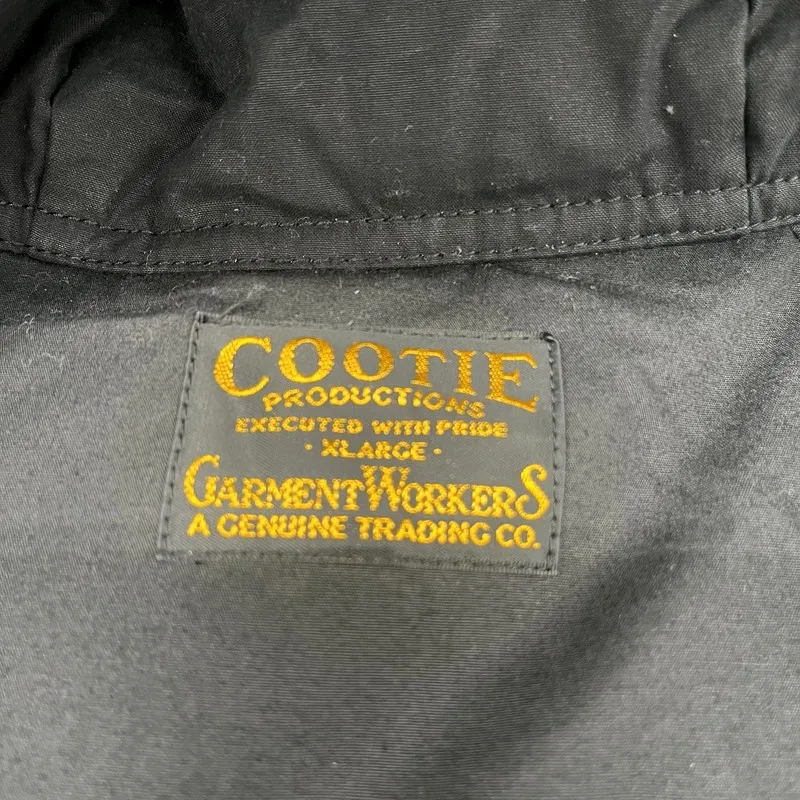 COOTIE
PRODUCTIONS
EXECUTED WITH PRIDE
· XLARGE ·
GARMENTWORKERS
A GENUINE TRADING CO.